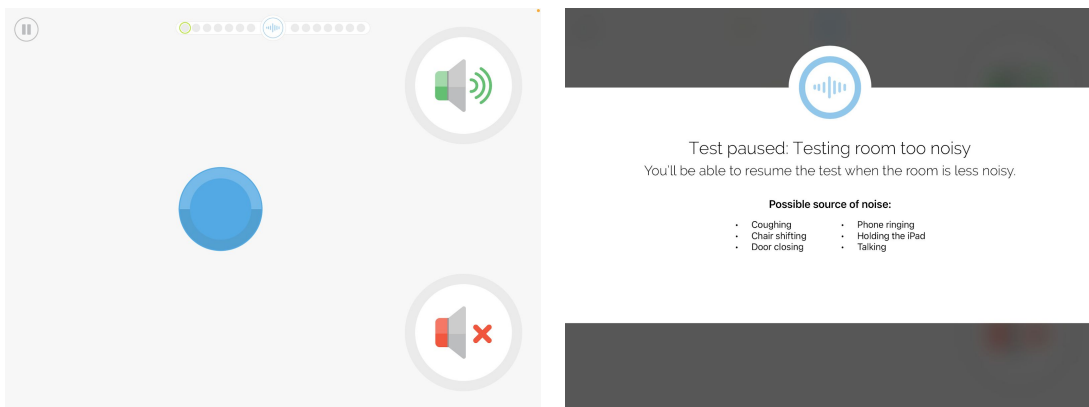 Test paused: Testing room too noisy
You'll be able to resume the test when the room is less noisy.
Possible source of noise:
• Coughing
• Chair shifting
• Door closing
• Phone ringing
• Holding the iPad
• Talking